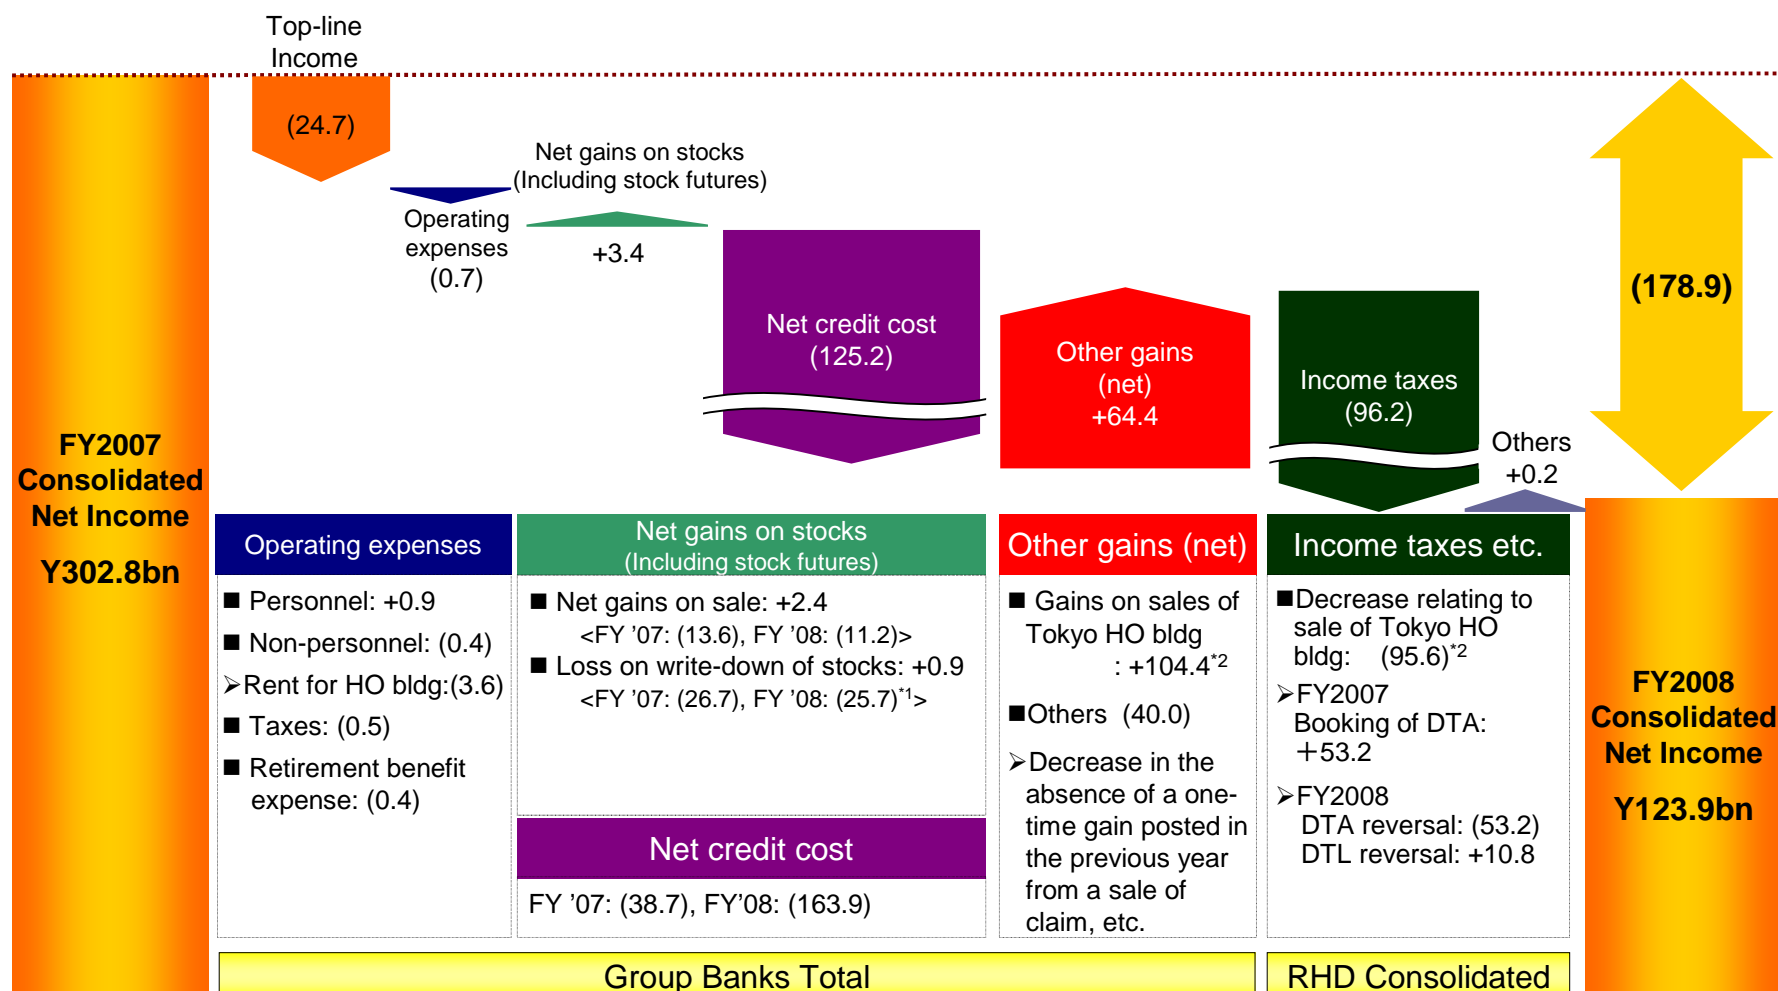 Top-line
Income
(24.7)
Net gains on stocks
(Including stock futures)
Operating
expenses
(0.7)
+3.4
Net credit cost
(125.2)
Other gains
(net)
+64.4
Income taxes
(96.2)
Others
+0.2
(178.9)
FY2007
Consolidated
Net Income
Y302.8bn
Operating expenses
■ Personnel: +0.9
■ Non-personnel: (0.4)
➢Rent for HO bldg:(3.6)
■ Taxes: (0.5)
■ Retirement benefit
expense: (0.4)
Net gains on stocks
(Including stock futures)
■ Net gains on sale: +2.4
<FY '07: (13.6), FY '08: (11.2)>
■ Loss on write-down of stocks: +0.9
<FY '07: (26.7), FY '08: (25.7)*1>
Net credit cost
FY '07: (38.7), FY'08: (163.9)
Other gains (net)
■ Gains on sales of
Tokyo HO bldg
: +104.4*2
■Others (40.0)
➢Decrease in the
absence of a one-
time gain posted in
the previous year
from a sale of
claim, etc.
Income taxes etc.
■Decrease relating to
sale of Tokyo HO
bldg: (95.6)*2
➢FY2007
Booking of DTA:
＋53.2
➢FY2008
DTA reversal: (53.2)
DTL reversal: +10.8
FY2008
Consolidated
Net Income
Y123.9bn
Group Banks Total
RHD Consolidated